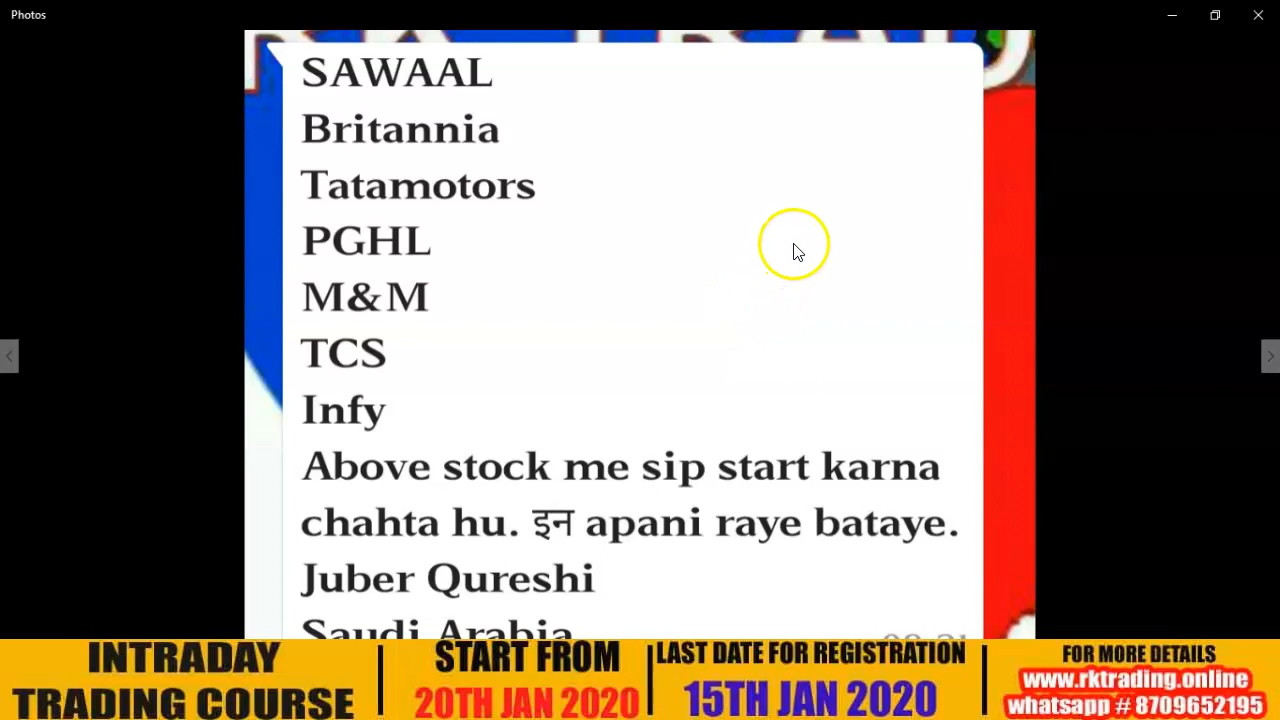 Photos
SAWAAL
Britannia
Tatamotors
PGHL
M&M
TCS
Infy
Above stock me sip start karna
chahta hu. इन apani raye bataye.
Juber Qureshi
Saudi Arabia
INTRADAY
TRADING COURSE
START FROM
20TH JAN 2020
LAST DATE FOR REGISTRATION
15TH JAN 2020
FOR MORE DETAILS
www.rktrading.online
whatsapp # 8709652195